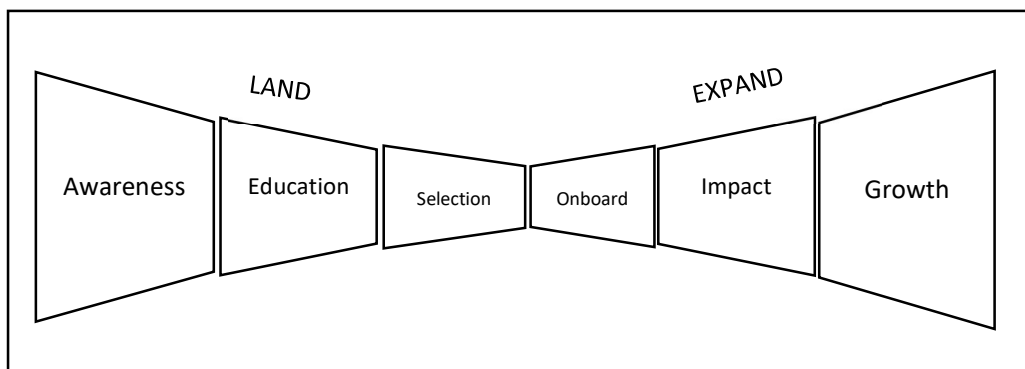 LAND
EXPAND
Awareness
Education
Selection
Onboard
Impact
Growth